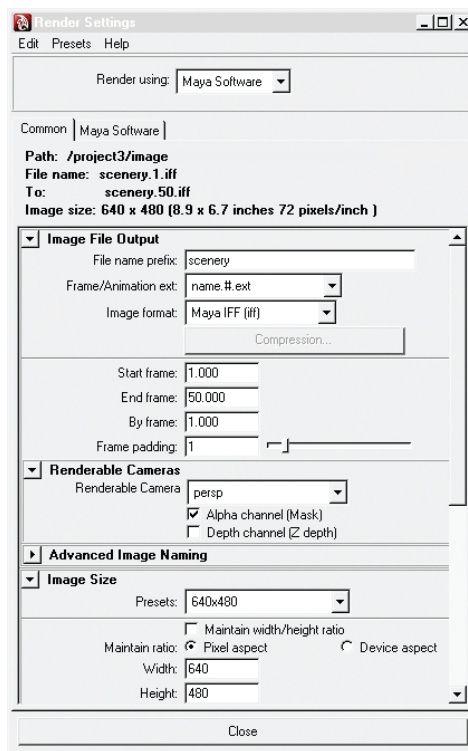 Render Settings
Edit Presets Help
Render using: Maya Software
Common Maya Software
Path: /project3/image
File name: scenery.1.iff
To: scenery.50.iff
Image size: 640 x 480 (8.9 x 6.7 inches 72 pixels/inch )
Image File Output
File name prefix: scenery
Frame/Animation ext: name.#.ext
Image format: Maya IFF (iff)
Compression...
Start frame: 1.000
End frame: 50.000
By frame: 1.000
Frame padding: 1
Renderable Cameras
Renderable Camera persp
Alpha channel (Mask)
Depth channel (Z depth)
Advanced Image Naming
Image Size
Presets: 640x480
Maintain width/height ratio
Maintain ratio: Pixel aspect Device aspect
Width: 640
Height: 480
Close